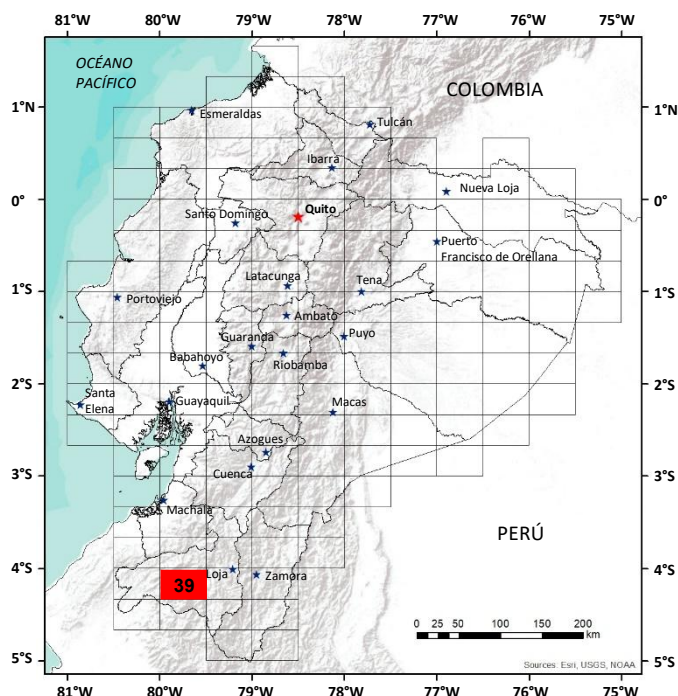 81°W 80°W 79°W 78°W 77°W 76°W 75°W
OCÉANO
PACÍFICO
COLOMBIA
1°N 1°N
Esmeraldas
Tulcán
Ibarra
0° 0°
Nueva Loja
Santo Domingo
Quito
Puerto
Francisco de Orellana
Latacunga
Tena
1°S 1°S
Portoviejo
Ambato
Guaranda
Puyo
Babahoyo
Riobamba
2°S 2°S
Santa
Elena
Guayaquil
Macas
Azogues
3°S 3°S
Cuenca
Machala
PERÚ
4°S 4°S
39
Loja
Zamora
0 25 50 100 150 200
km
5°S 5°S
Sources: Esri, USGS, NOAA
81°W 80°W 79°W 78°W 77°W 76°W 75°W